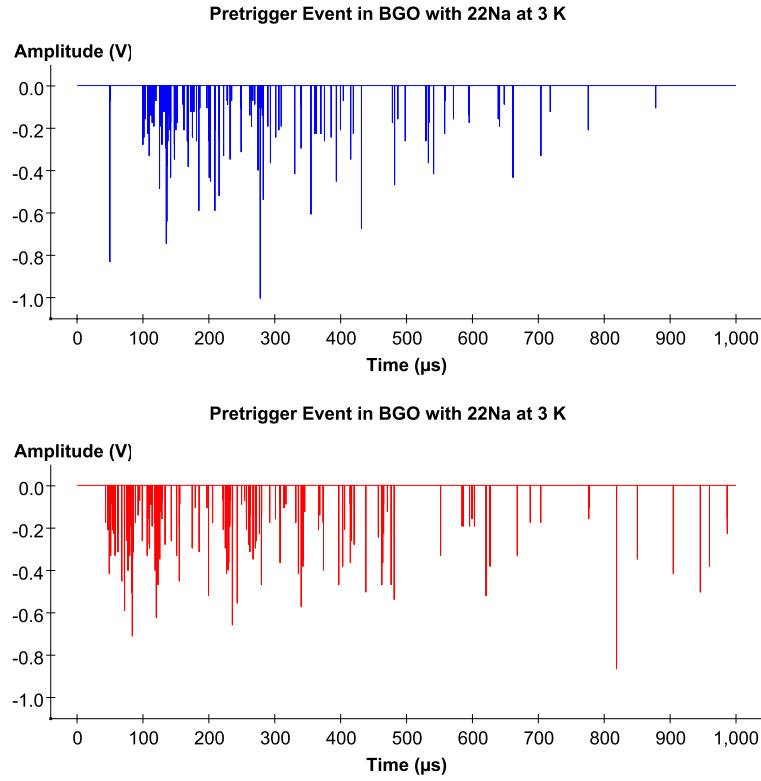 Pretrigger Event in BGO with 22Na at 3 K
Amplitude (V)
0.0
-0.2
-0.4
-0.6
-0.8
-1.0
0 100 200 300 400 500 600 700 800 900 1,000
Time (µs)
Pretrigger Event in BGO with 22Na at 3 K
Amplitude (V)
0.0
-0.2
-0.4
-0.6
-0.8
-1.0
0 100 200 300 400 500 600 700 800 900 1,000
Time (µs)